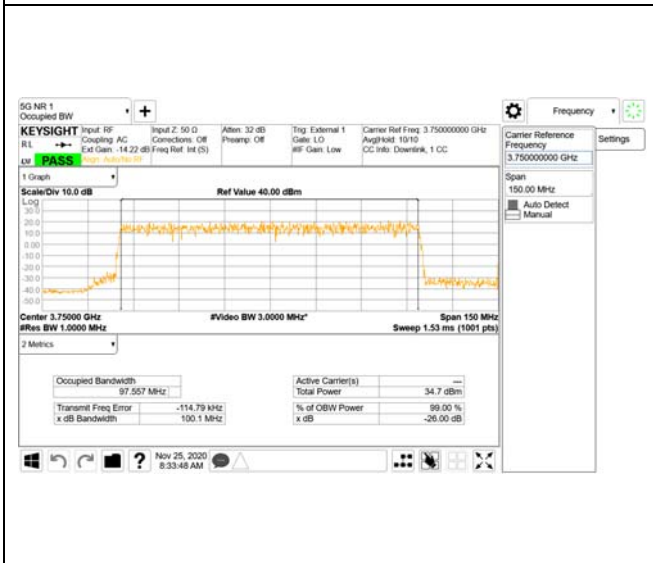 5G NR 1
Occupied BW
+
Frequency
KEYSIGHT
RL
PASS
Input: RF
Coupling: AC
Ext Gain: -14.22 dB
Align: Auto/No RF
Input Z: 50 Ω
Corrections: Off
Freq Ref: Int (S)
Atten: 32 dB
Preamp: Off
Trig: External 1
Gate: LO
#IF Gain: Low
Carrier Ref Freq: 3.750000000 GHz
Avg|Hold: 10/10
CC Info: Downlink, 1 CC
Carrier Reference
Frequency
3.750000000 GHz
Settings
Span
150.00 MHz
Auto Detect
Manual
1 Graph
Scale/Div 10.0 dB
Ref Value 40.00 dBm
Log
30.0
20.0
10.0
0.00
-10.0
-20.0
-30.0
-40.0
-50.0
Center 3.75000 GHz
#Video BW 3.0000 MHz*
Span 150 MHz
#Res BW 1.0000 MHz
Sweep 1.53 ms (1001 pts)
2 Metrics
Occupied Bandwidth
97.557 MHz
Transmit Freq Error -114.79 kHz
x dB Bandwidth 100.1 MHz
Active Carrier(s) ---
Total Power 34.7 dBm
% of OBW Power 99.00 %
x dB -26.00 dB
?
Nov 25, 2020
8:33:48 AM